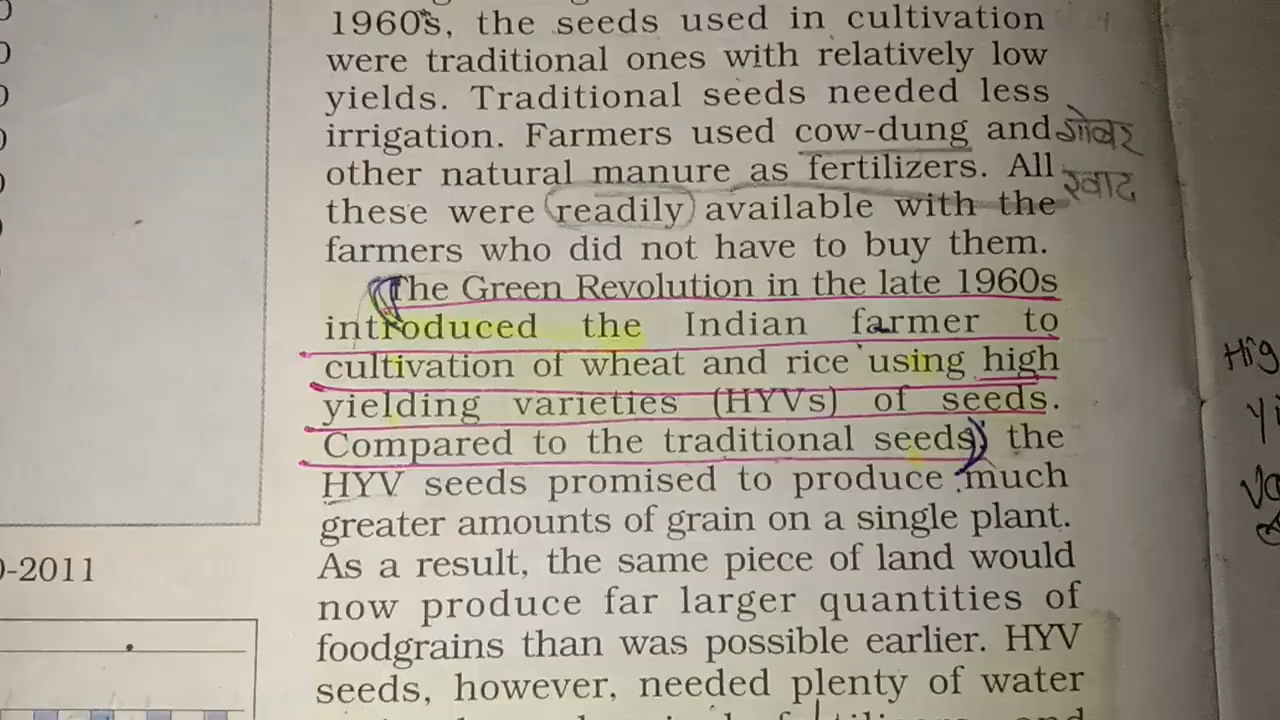 1960s, the seeds used in cultivation
were traditional ones with relatively low
yields. Traditional seeds needed less
irrigation. Farmers used cow-dung and गोबर
other natural manure as fertilizers. All खाद
these were readily available with the
farmers who did not have to buy them.
The Green Revolution in the late 1960s
introduced the Indian farmer to
cultivation of wheat and rice using high
yielding varieties (HYVs) of seeds.
Compared to the traditional seeds, the
HYV seeds promised to produce much
greater amounts of grain on a single plant.
As a result, the same piece of land would
now produce far larger quantities of
foodgrains than was possible earlier. HYV
seeds, however, needed plenty of water
-2011
Hig
Yi